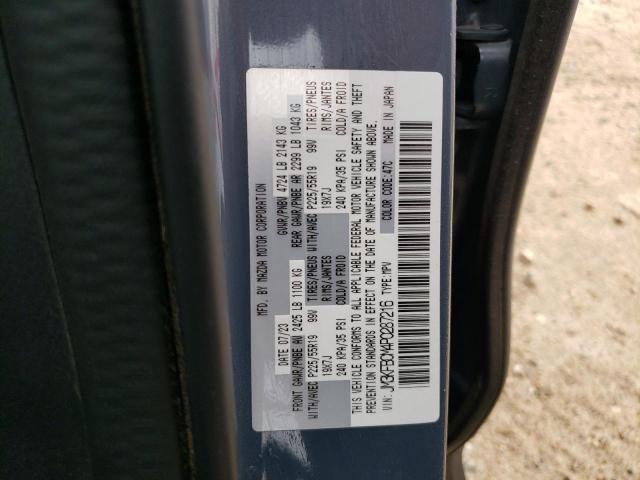 MFD. BY MAZDA MOTOR CORPORATION
DATE 07/23 GVWR/PNBV 4724 LB 2143 KG
FRONT GAWR/PNBE AV 2425 LB 1100 KG REAR GAWR/PNBE AR 2299 LB 1043 KG
WITH/AVEC P225/55R19 99V TIRES/PNEUS WITH/AVEC P225/55R19 99V TIRES/PNEUS
19X7J RIMS/JANTES 19X7J RIMS/JANTES
240 KPA/35 PSI COLD/A FROID 240 KPA/35 PSI COLD/A FROID
THIS VEHICLE CONFORMS TO ALL APPLICABLE FEDERAL MOTOR VEHICLE SAFETY AND THEFT
PREVENTION STANDARDS IN EFFECT ON THE DATE OF MANUFACTURE SHOWN ABOVE.
VIN: JM3KFBDM4P0287216 TYPE:MPV COLOR CODE:47C MADE IN JAPAN